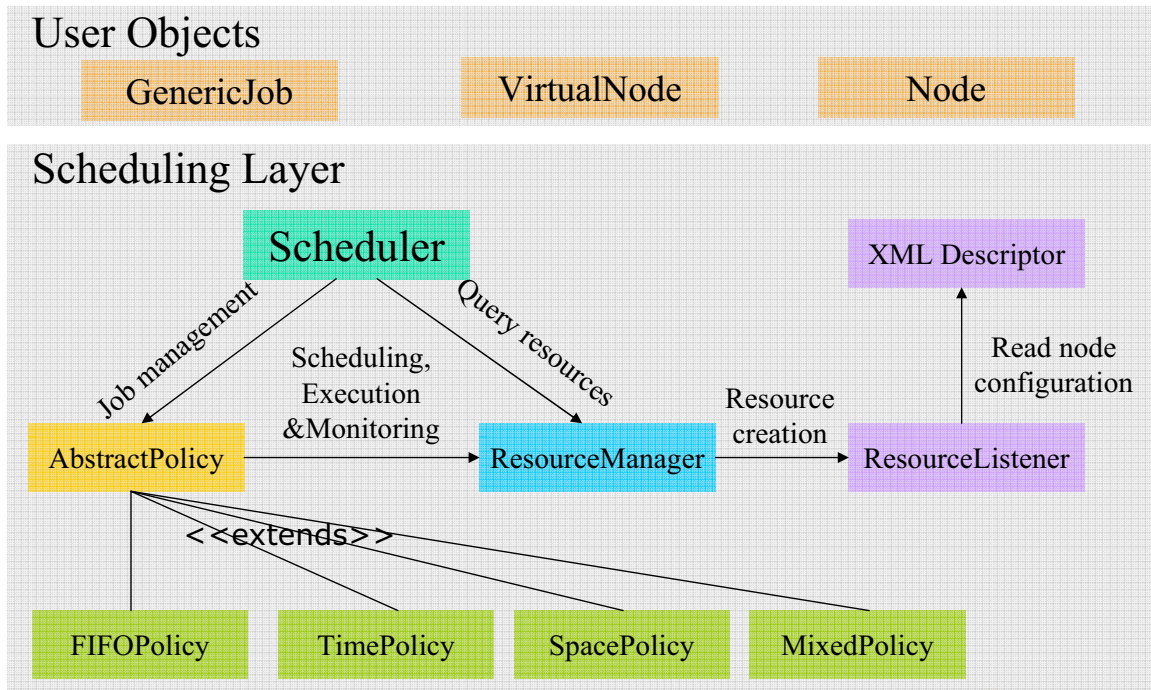 User Objects
GenericJob
VirtualNode
Node
Scheduling Layer
Scheduler
XML Descriptor
Job management
Query resources
Scheduling,
Execution
&Monitoring
Resource
creation
Read node
configuration
AbstractPolicy
ResourceManager
ResourceListener
<<extends>>
FIFOPolicy
TimePolicy
SpacePolicy
MixedPolicy